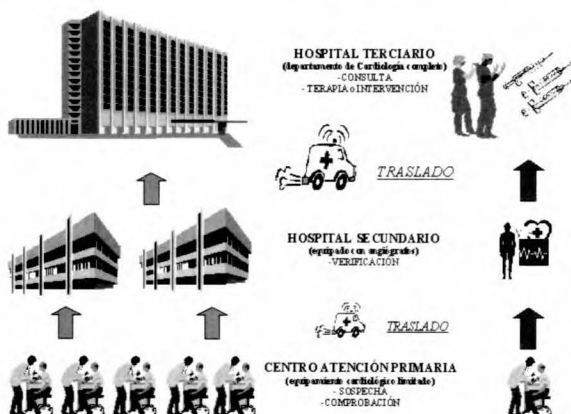 HOSPITAL TERCIARIO
(departamento de Cardiología completo)
- CONSULTA
- TERAPIA o INTERVENCIÓN
TRASLADO
HOSPITAL SECUNDARIO
(equipado con angiógrafos)
- VERIFICACIÓN
TRASLADO
CENTRO ATENCIÓN PRIMARIA
(equipamiento cardiológico limitado)
- SOSPECHA
- COMPROBACIÓN